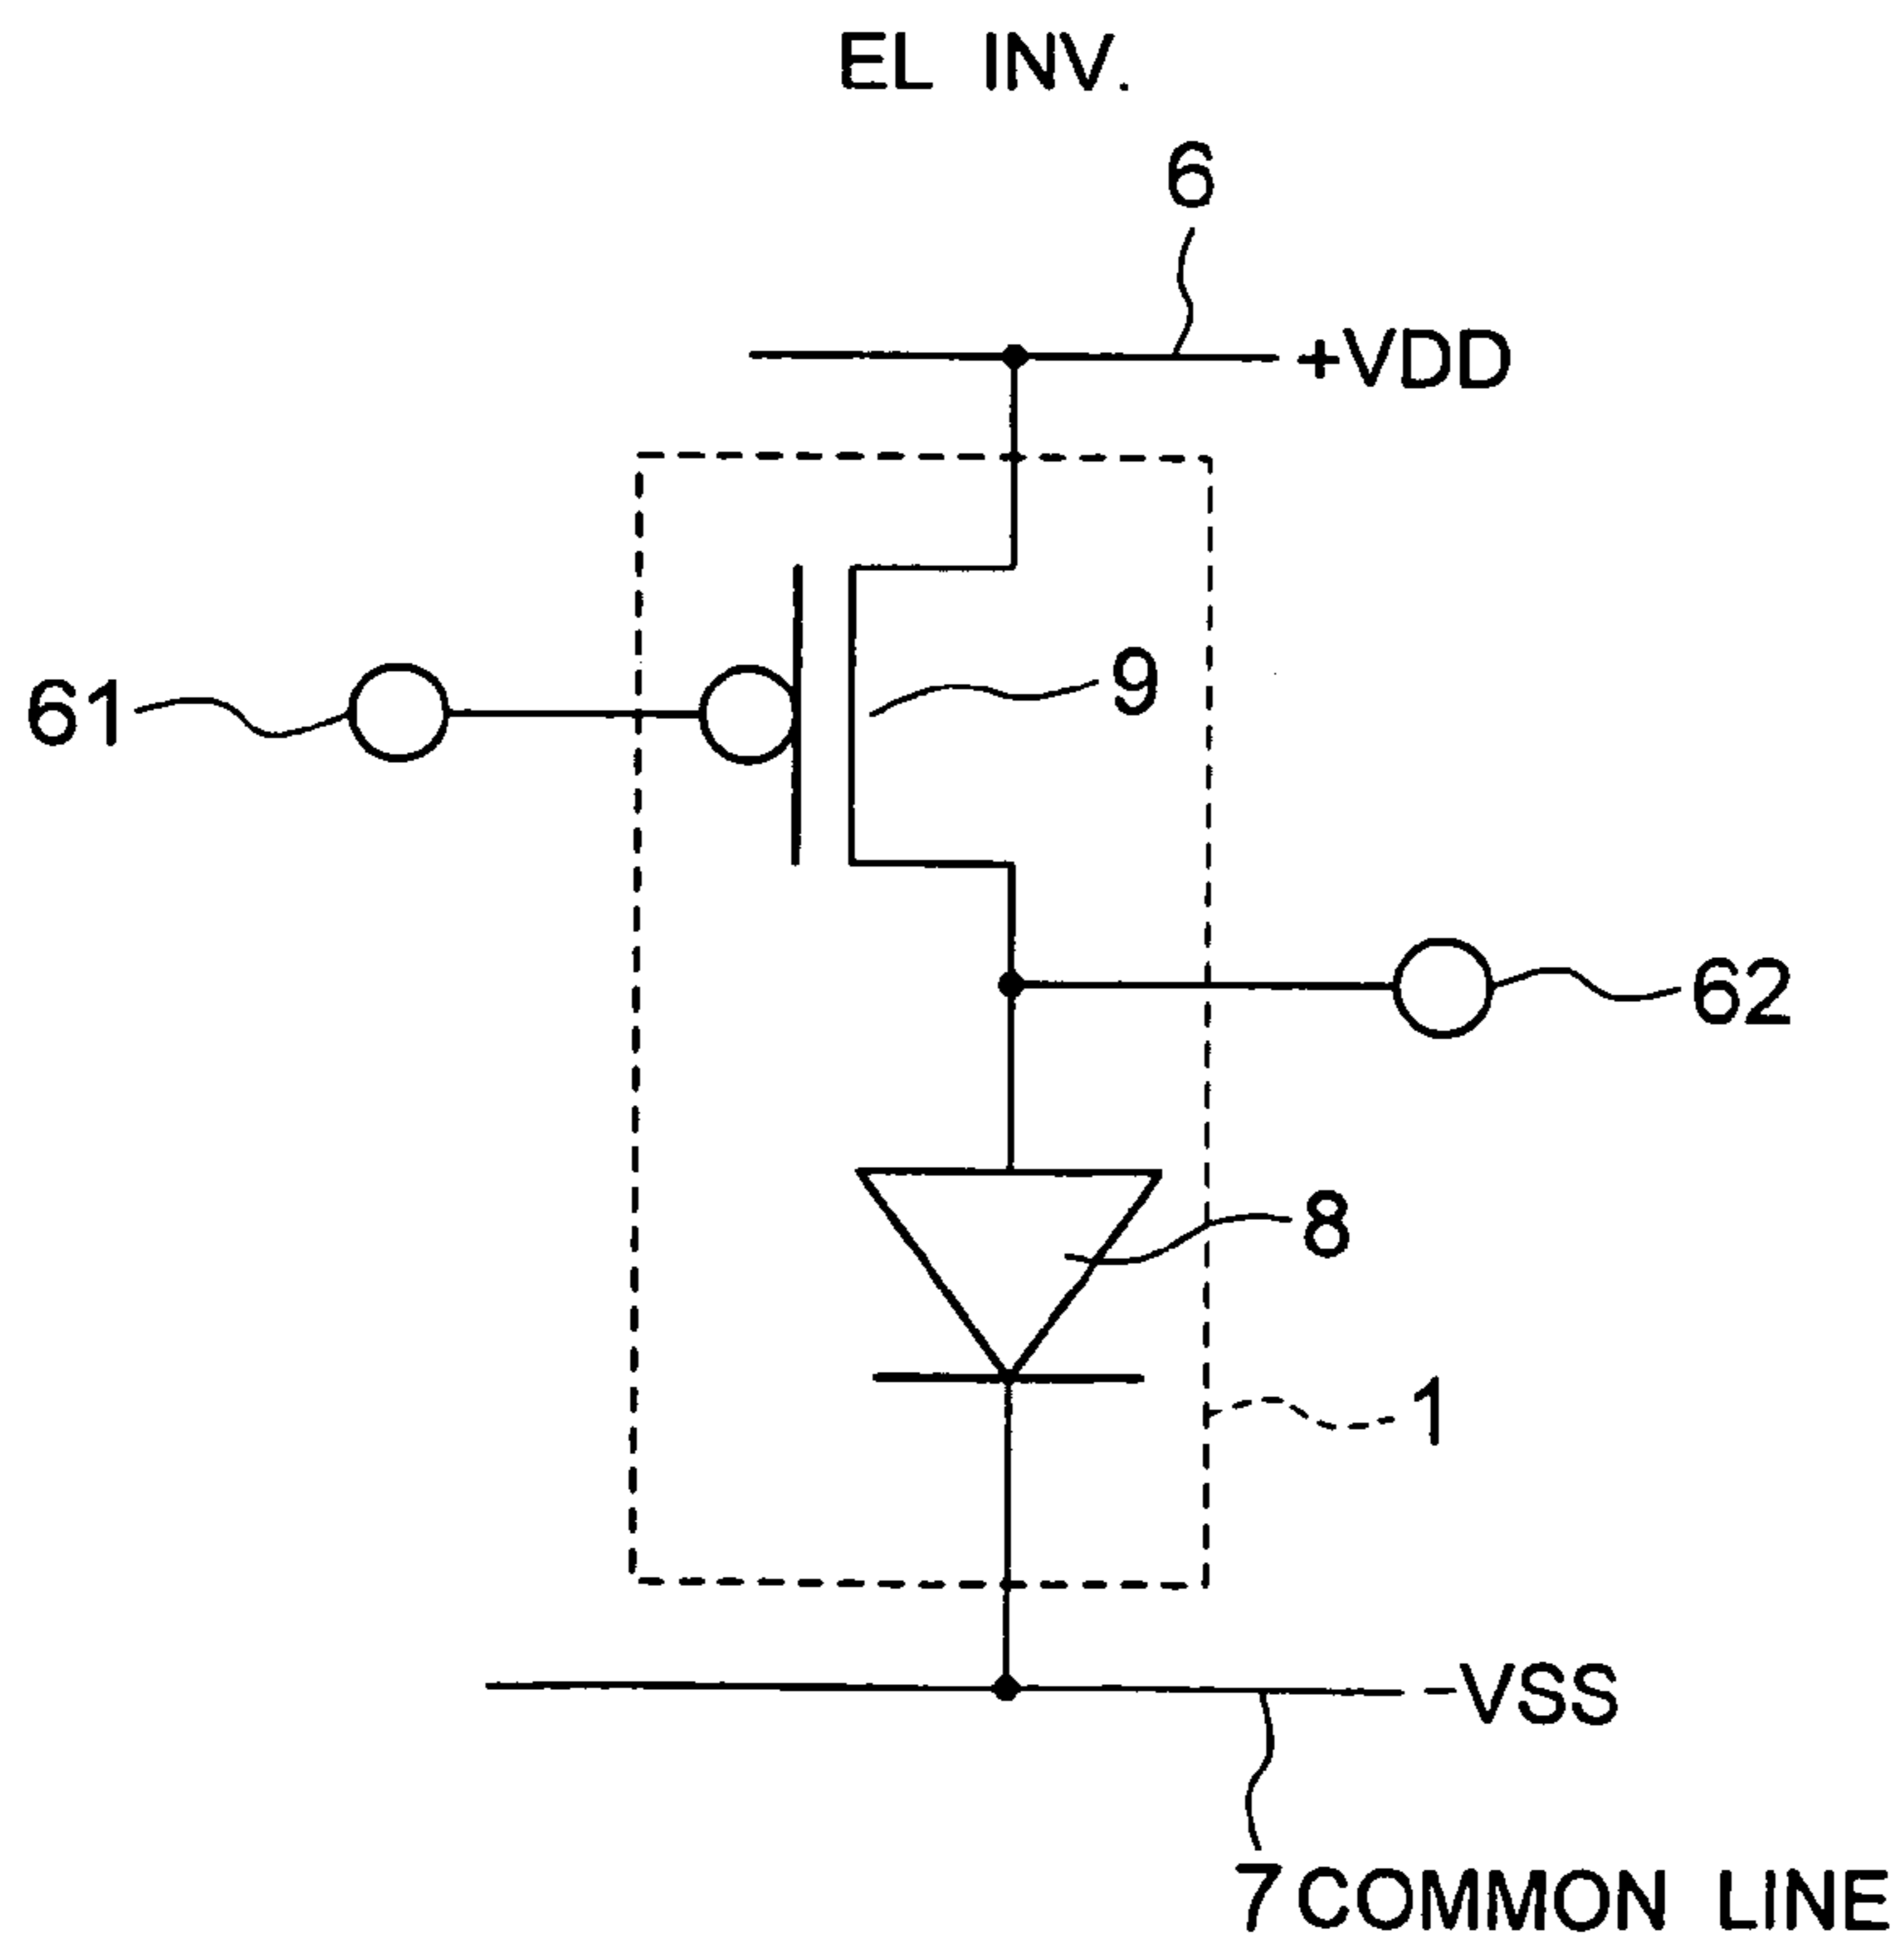 EL INV.
6
+VDD
61
9
62
8
1
-VSS
7 COMMON LINE